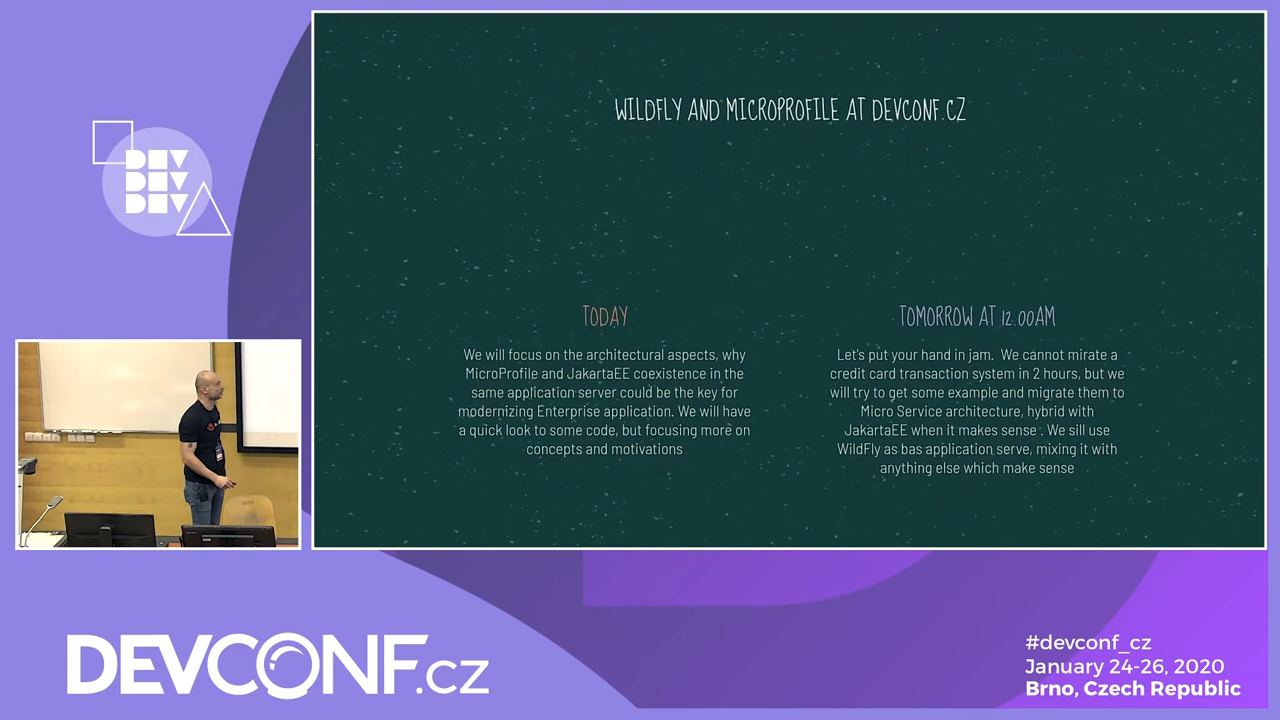 DEV
DEV
DEV
WILDFLY AND MICROPROFILE AT DEVCONF.CZ
TODAY
We will focus on the architectural aspects, why
MicroProfile and JakartaEE coexistence in the
same application server could be the key for
modernizing Enterprise application. We will have
a quick look to some code, but focusing more on
concepts and motivations
TOMORROW AT 12.00AM
Let's put your hand in jam. We cannot mirate a
credit card transaction system in 2 hours, but we
will try to get some example and migrate them to
Micro Service architecture, hybrid with
JakartaEE when it makes sense . We sill use
WildFly as bas application serve, mixing it with
anything else which make sense
DEVCONF.cz
#devconf_cz
January 24-26, 2020
Brno, Czech Republic